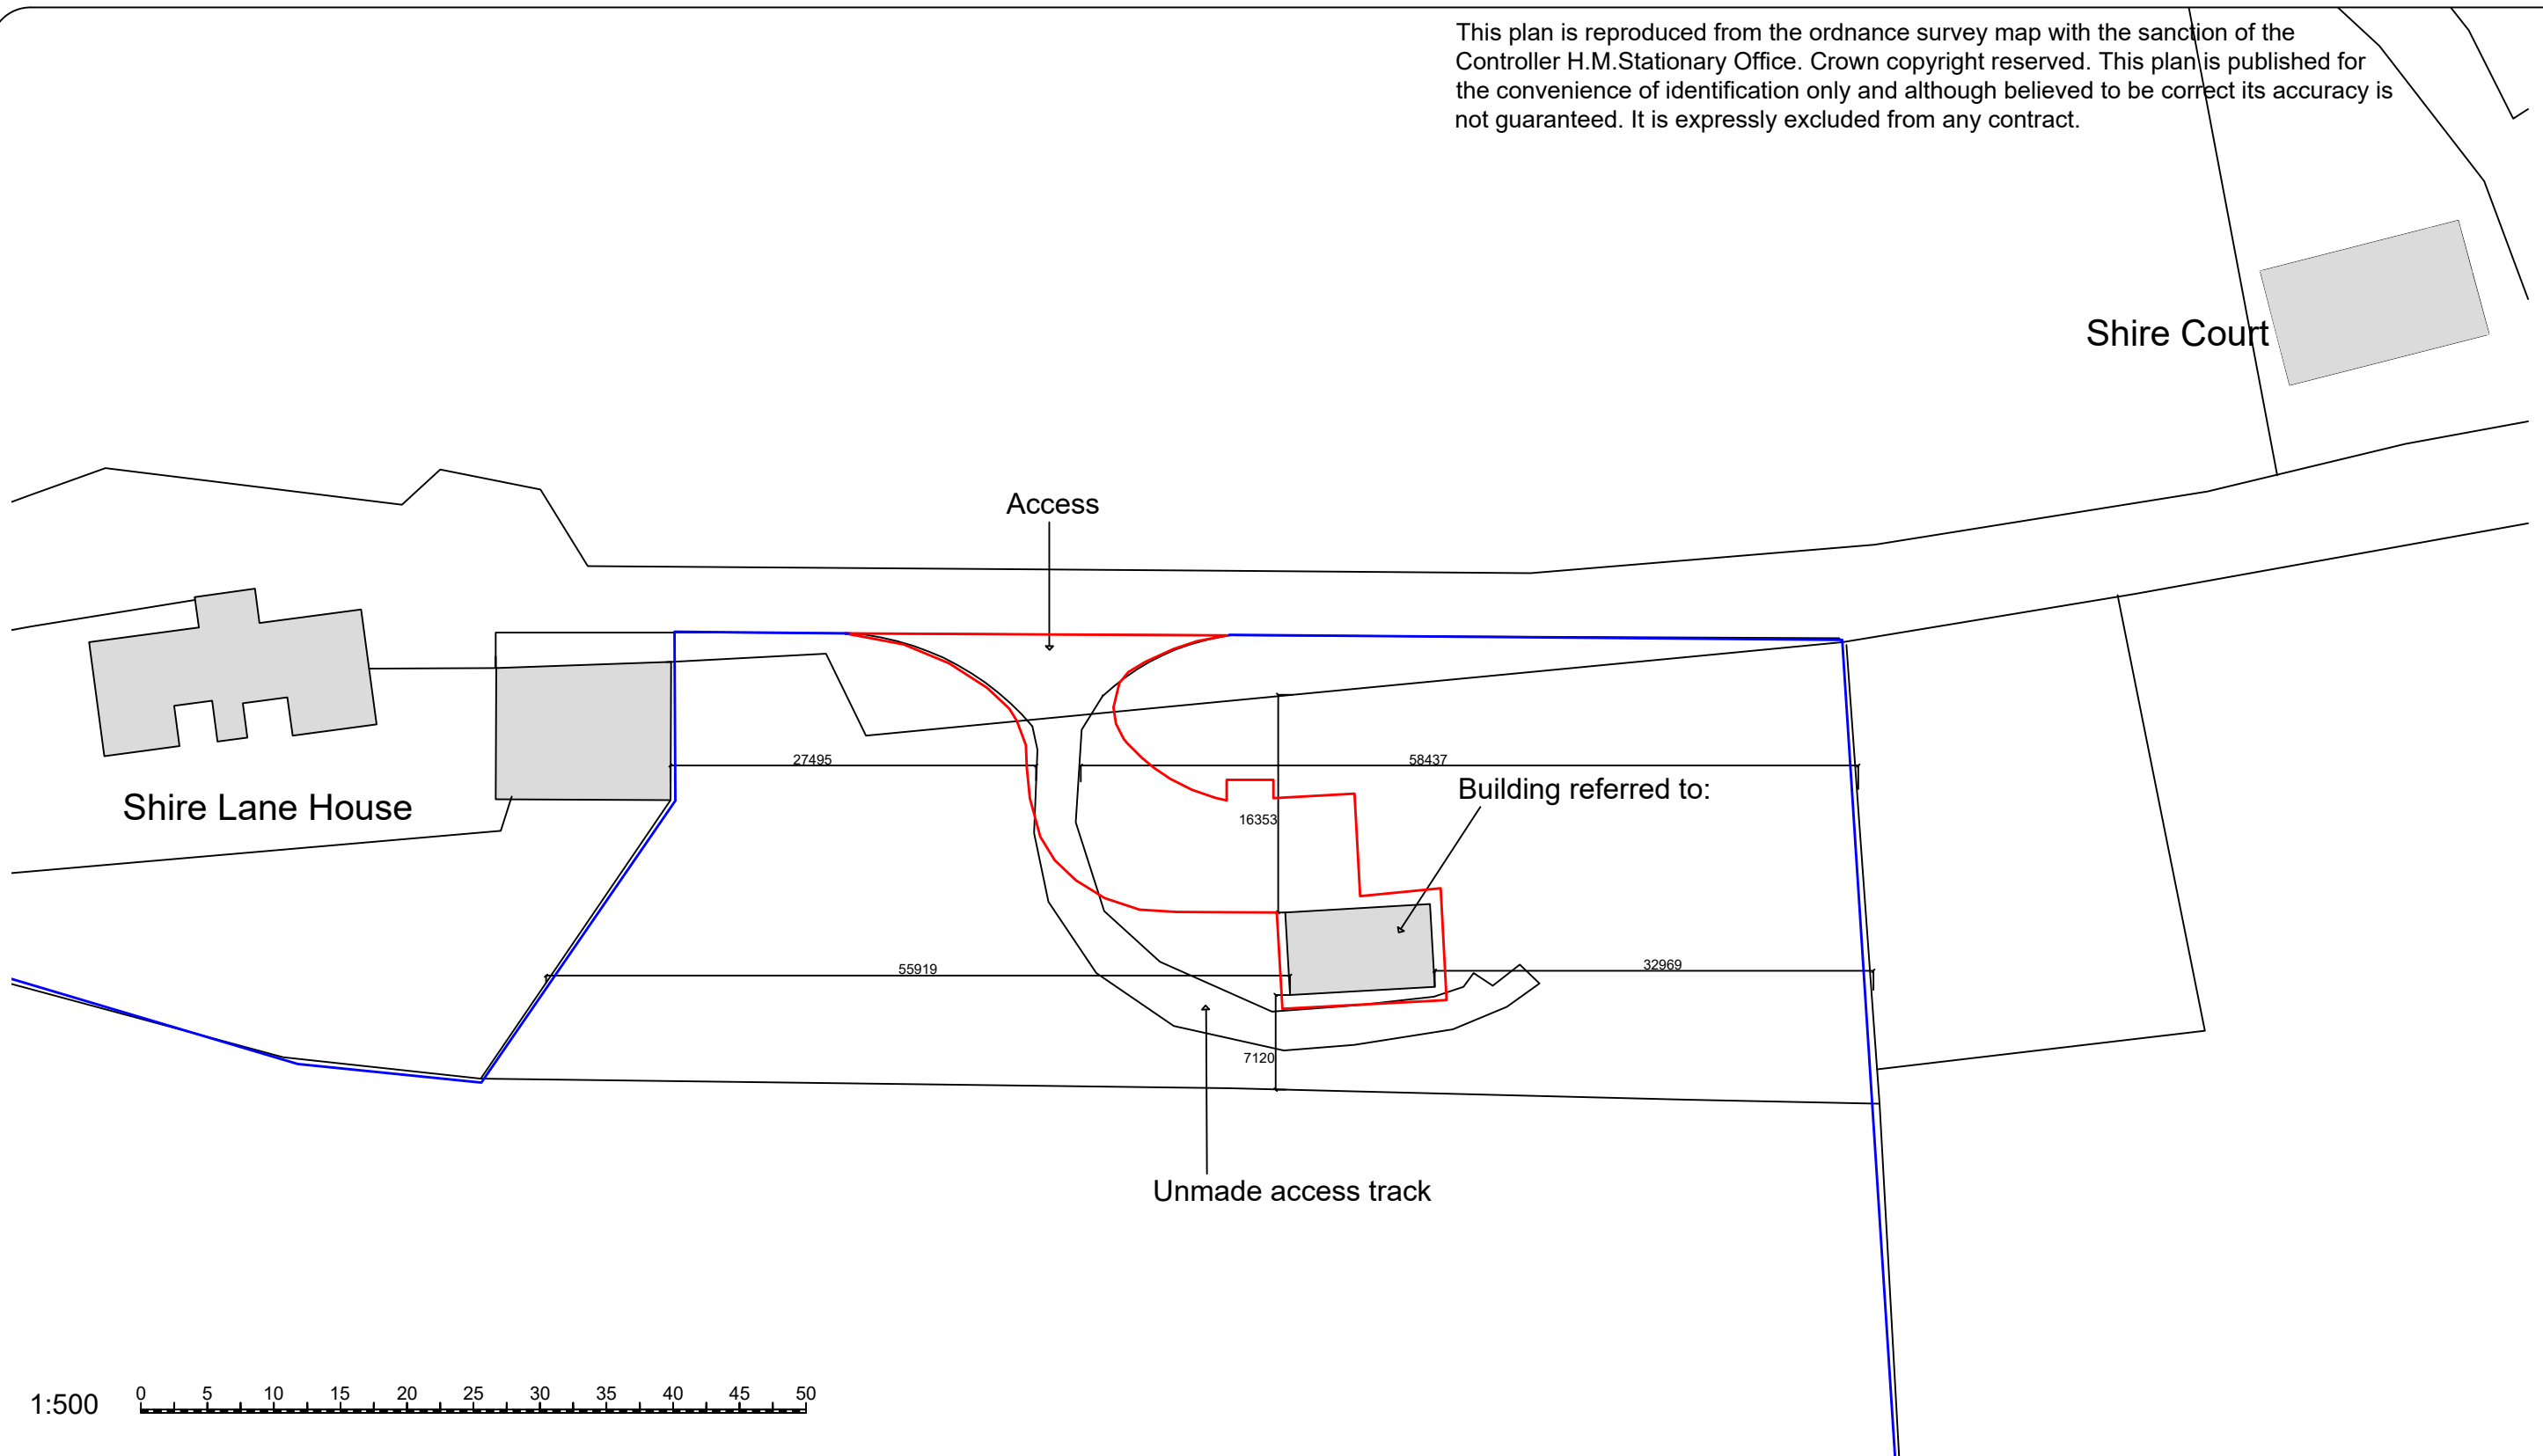 This plan is reproduced from the ordnance survey map with the sanction of the
Controller H.M.Stationary Office. Crown copyright reserved. This plan is published for
the convenience of identification only and although believed to be correct its accuracy is
not guaranteed. It is expressly excluded from any contract.
Shire Court
Access
27495
58437
Building referred to:
Shire Lane House
16353
55919
32969
7120
Unmade access track
1:500
0 5 10 15 20 25 30 35 40 45 50